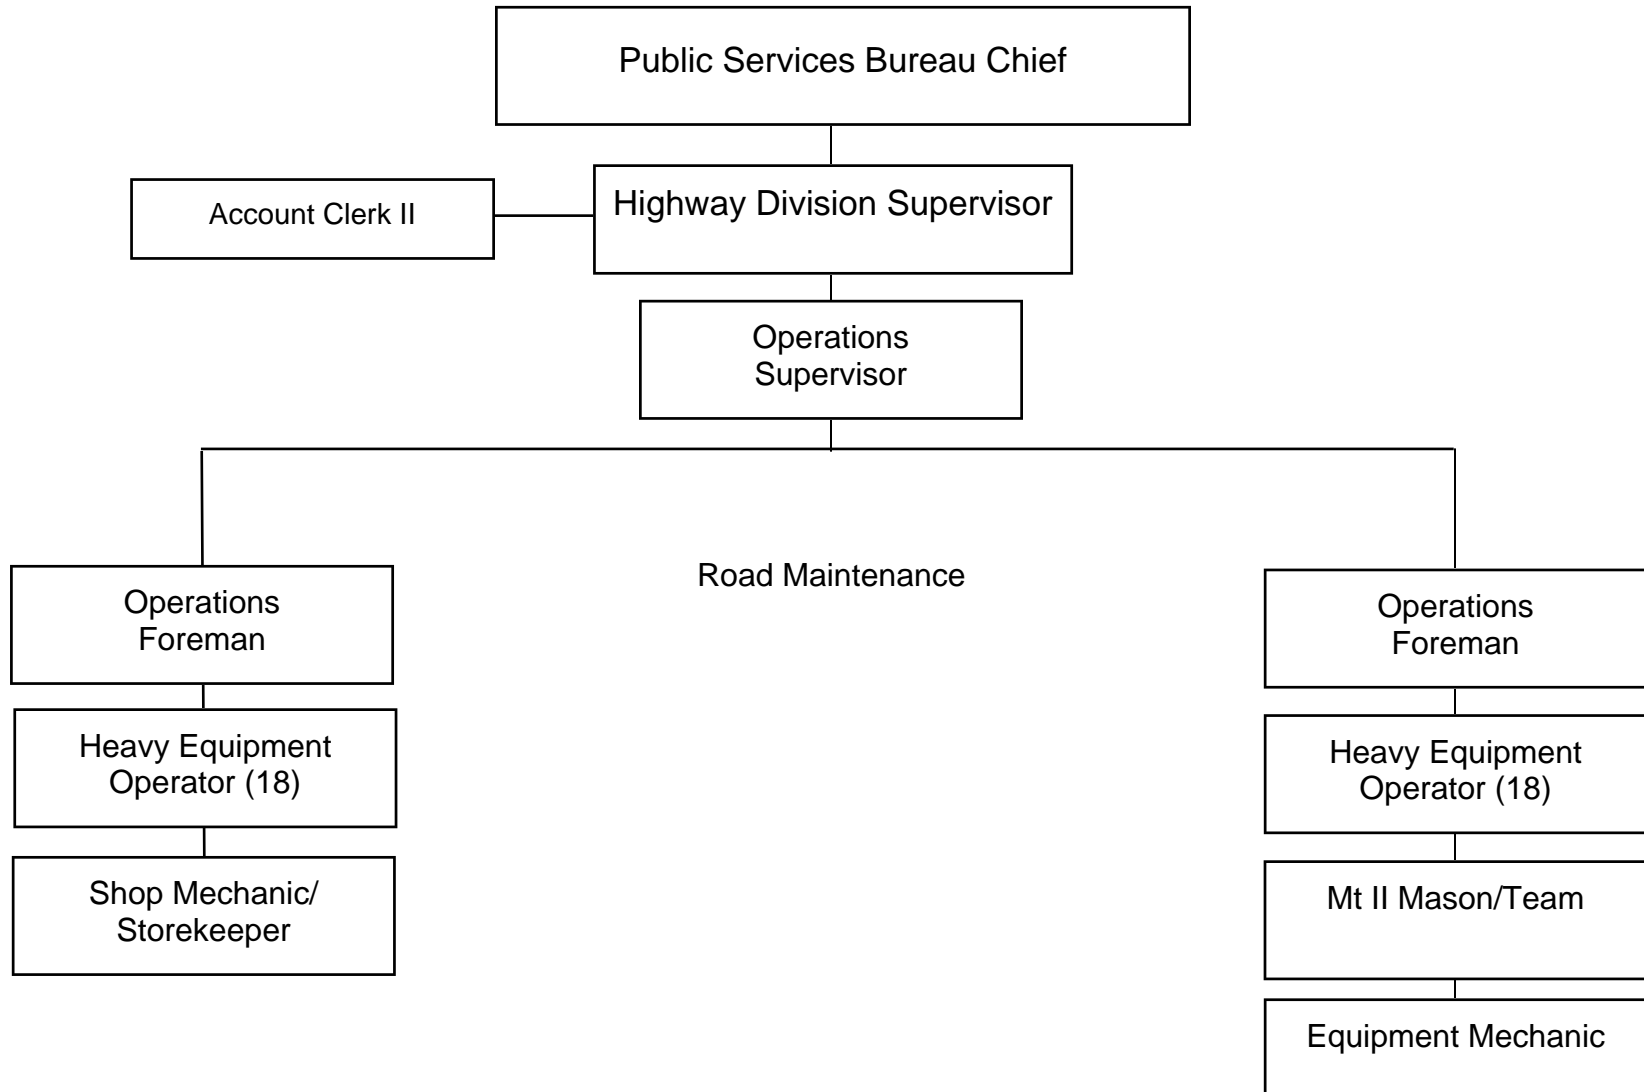 Public Services Bureau Chief
Account Clerk II
Highway Division Supervisor
Operations
Supervisor
Road Maintenance
Operations
Foreman
Heavy Equipment
Operator (18)
Shop Mechanic/
Storekeeper
Operations
Foreman
Heavy Equipment
Operator (18)
Mt II Mason/Team
Equipment Mechanic